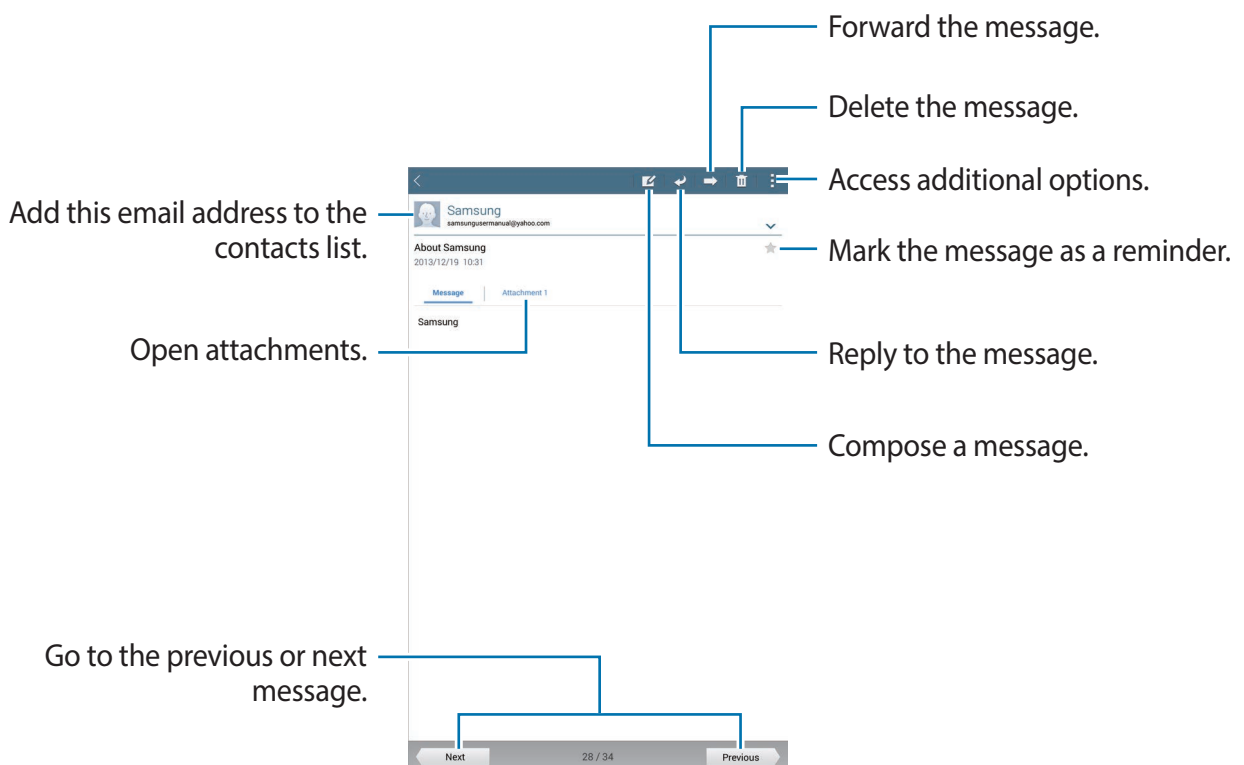 Forward the message.
Delete the message.
Access additional options.
Add this email address to the
contacts list.
Samsung
samsungusermanual@yahoo.com
About Samsung
2013/12/19 10:31
Mark the message as a reminder.
Message
Attachment 1
Samsung
Open attachments.
Reply to the message.
Compose a message.
Go to the previous or next
message.
Next
28 / 34
Previous